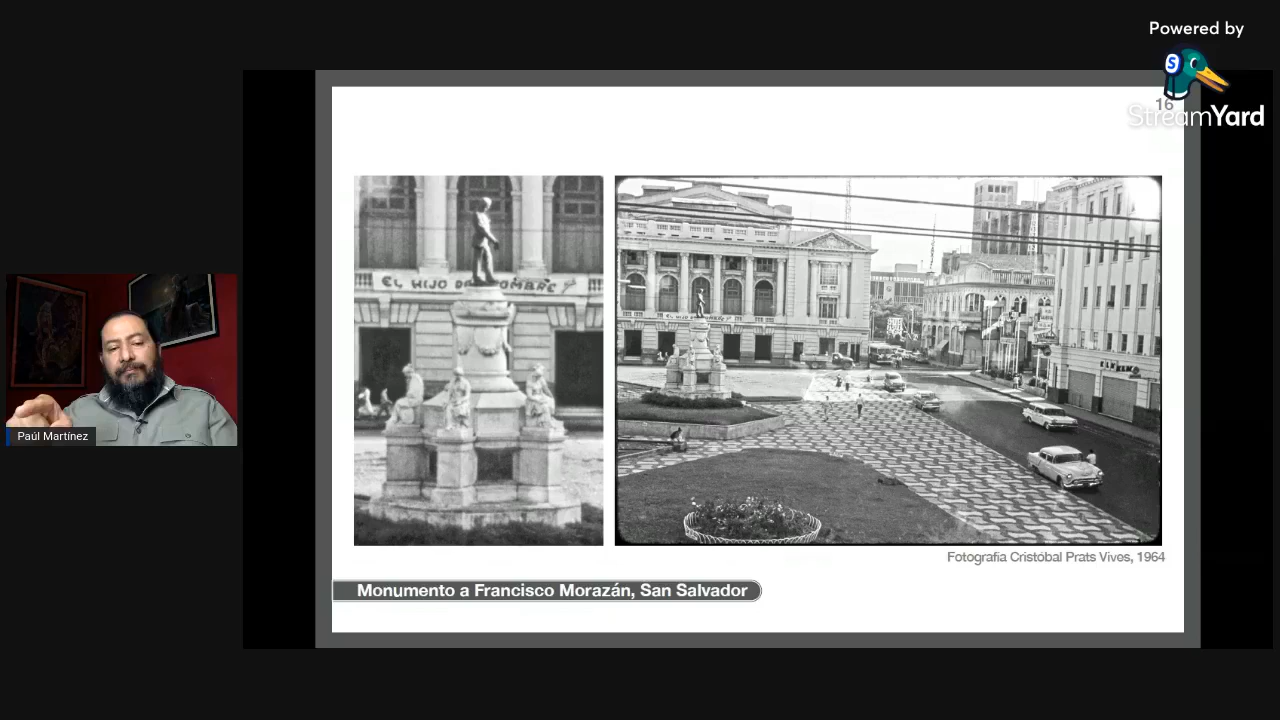 Powered by
16
StreamYard
EL HIJO DEL HOMBRE
Fotografía Cristóbal Prats Vives, 1964
Monumento a Francisco Morazán, San Salvador
Paúl Martínez